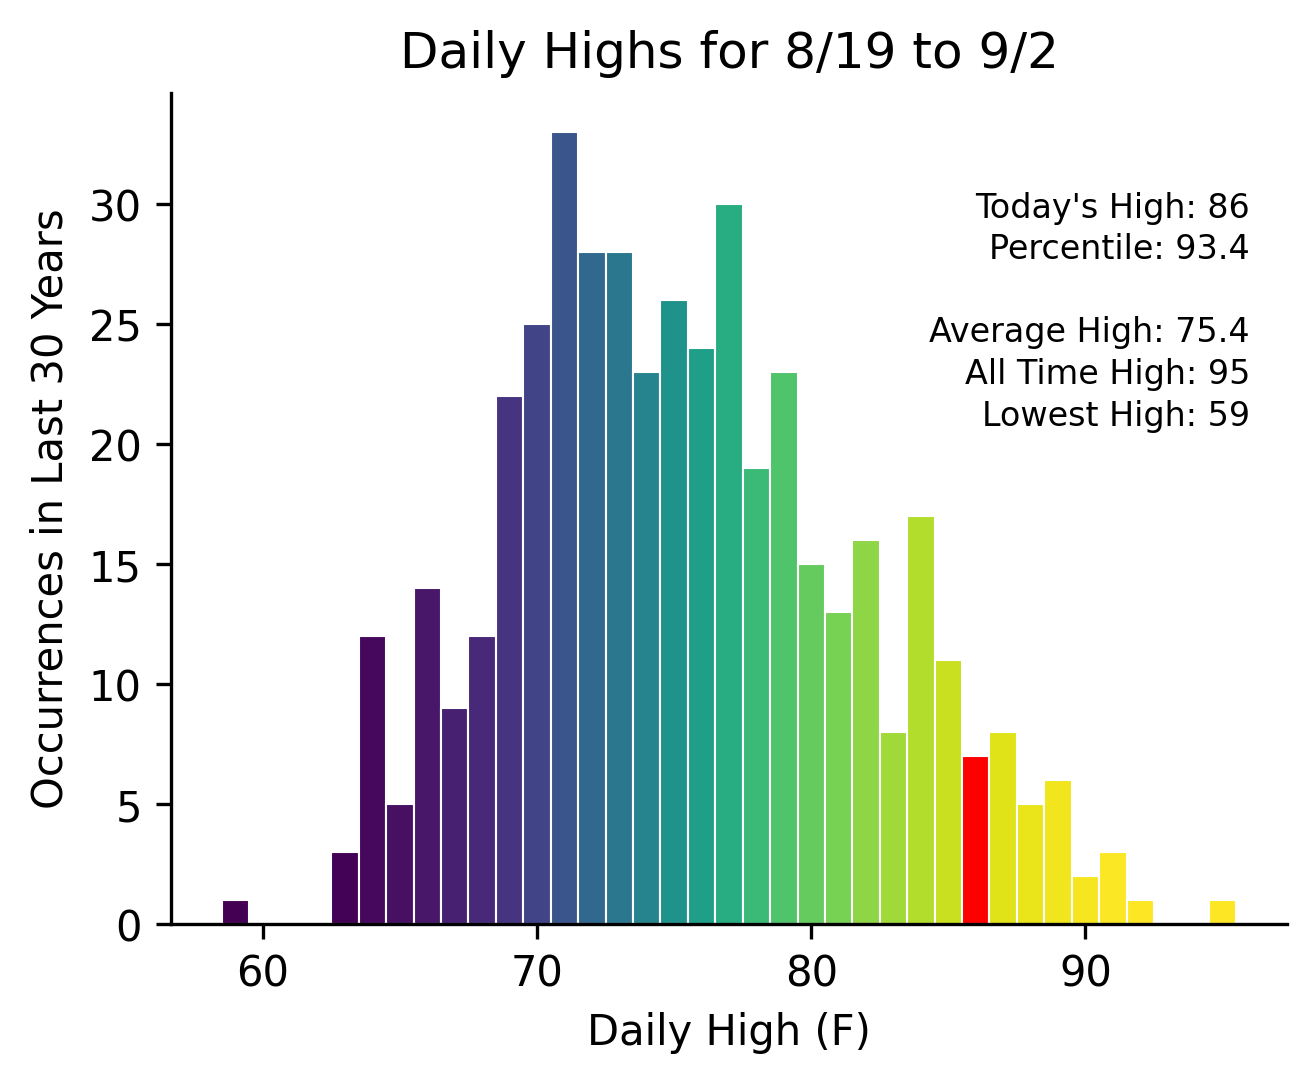 Daily Highs for 8/19 to 9/2
Occurrences in Last 30 Years
30
25
20
15
10
5
0
Today's High: 86
Percentile: 93.4
Average High: 75.4
All Time High: 95
Lowest High: 59
60 70 80 90
Daily High (F)